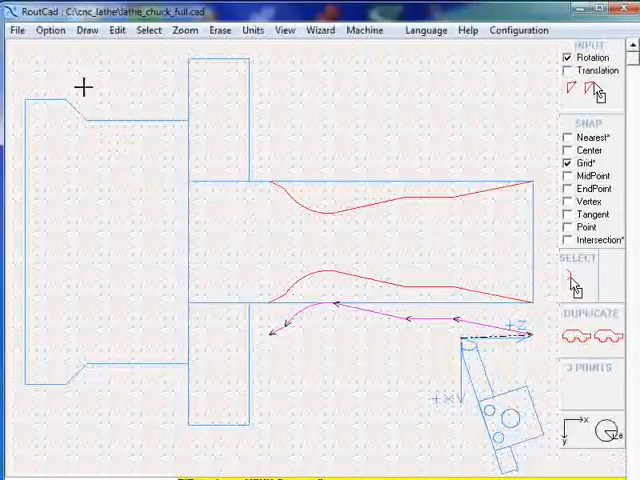 RoutCad : C:\cnc_lathe\lathe_chuck_full.cad
File Option Draw Edit Select Zooms Erase Units View Wizard Machine Language Help Configuration
INPUT
Rotation
Translation
SNAP
Nearest*
Center
Grid*
MidPoint
EndPoint
Vertex
Tangent
Point
Intersection*
SELECT
DUPLICATE
3 POINTS
+Z
+X
x
y